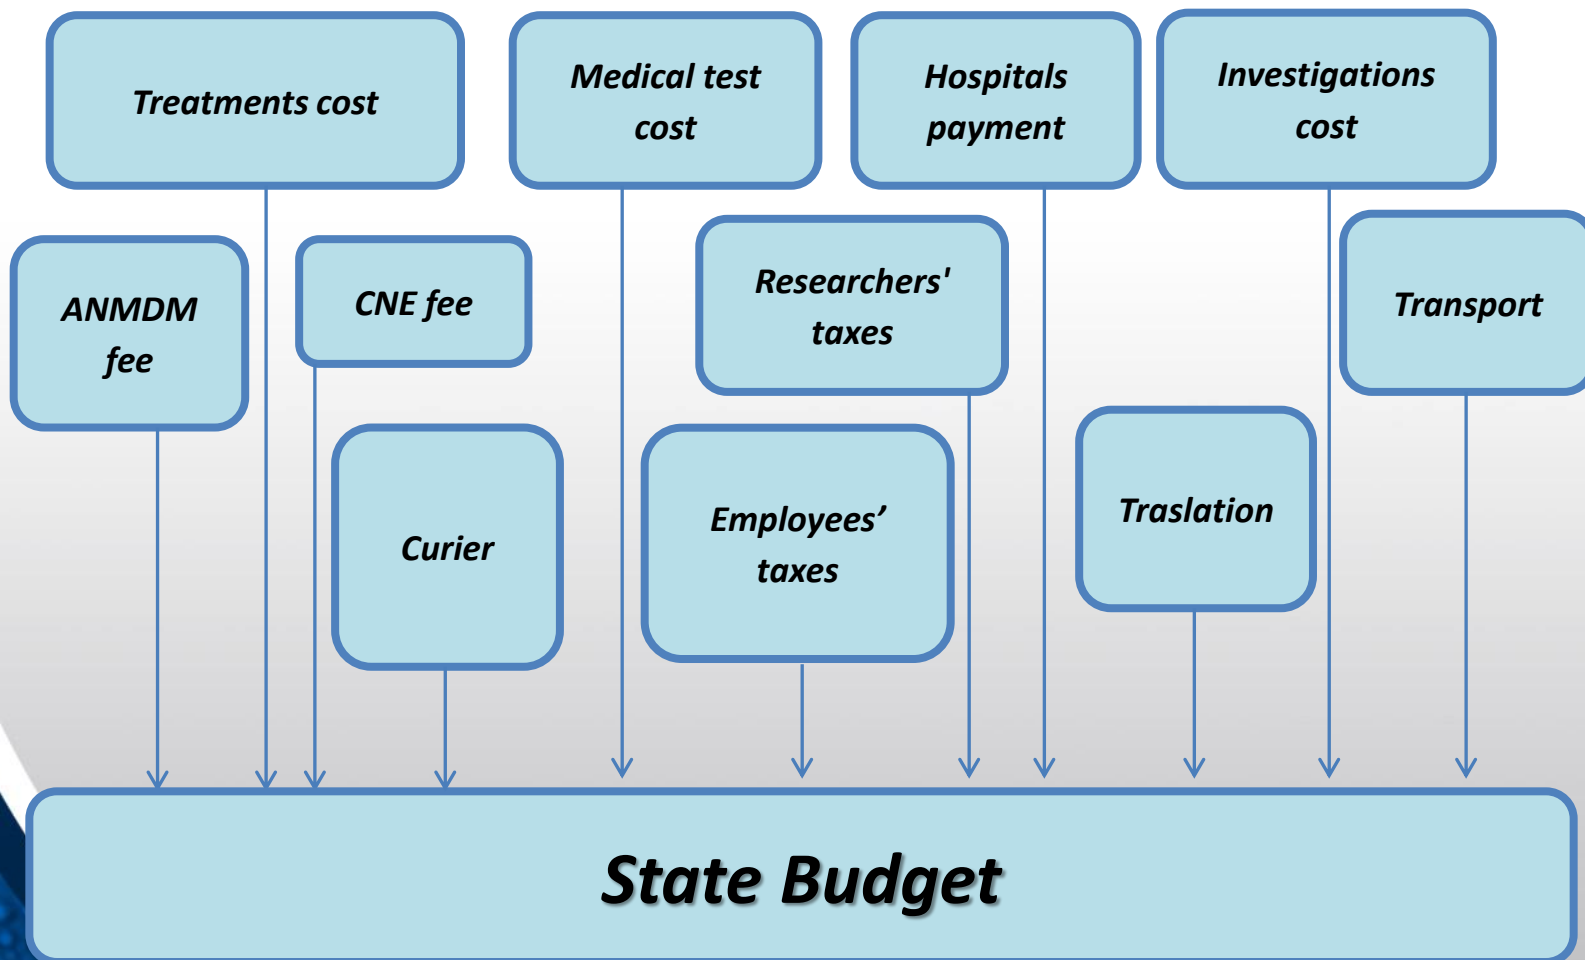 Treatments cost
Medical test
cost
Hospitals
payment
Investigations
cost
ANMDM
fee
CNE fee
Researchers'
taxes
Transport
Curier
Employees’
taxes
Traslation
State Budget